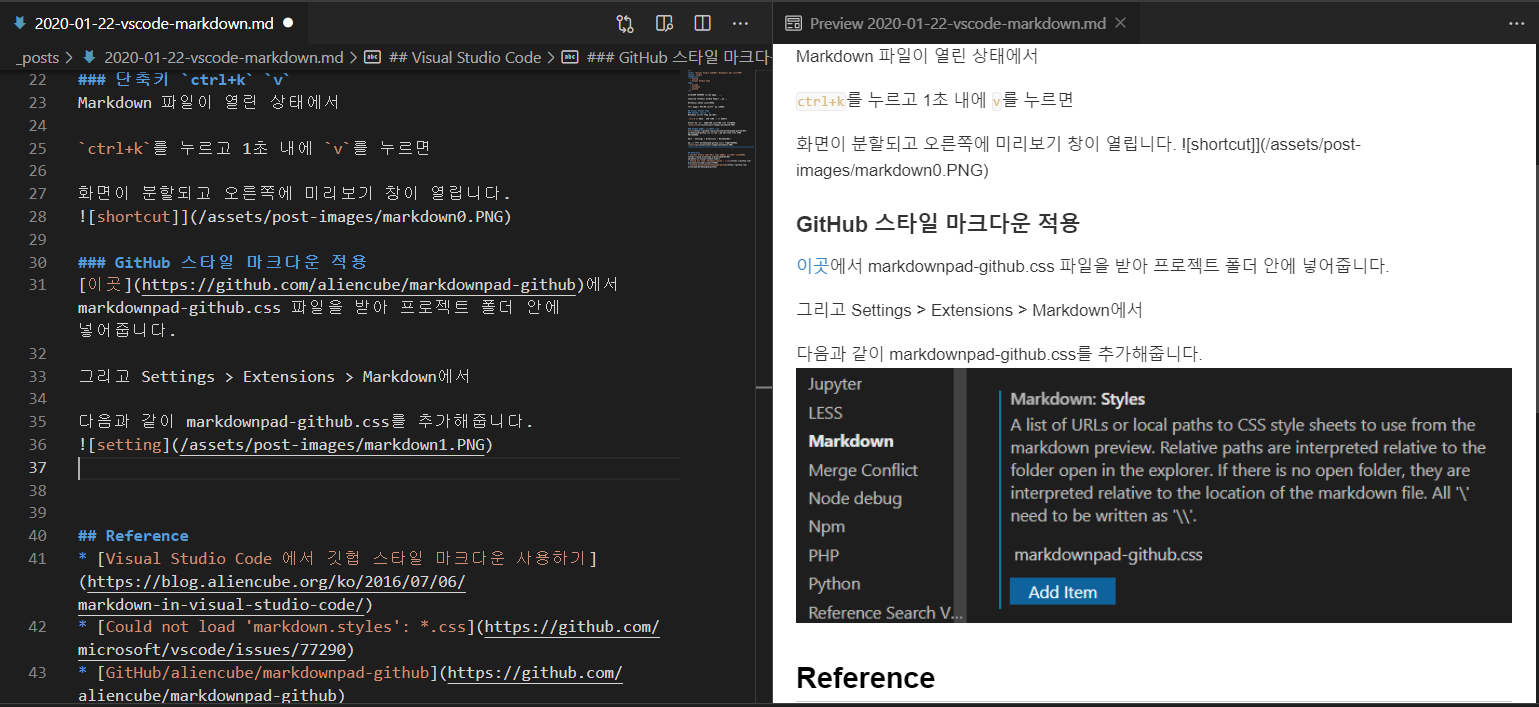 2020-01-22-vscode-markdown.md
_posts > 2020-01-22-vscode-markdown.md > ## Visual Studio Code > ### GitHub 스타일 마크다
22 ### 단축키 `ctrl+k` `v`
23 Markdown 파일이 열린 상태에서
24
25 `ctrl+k`를 누르고 1초 내에 `v`를 누르면
26
27 화면이 분할되고 오른쪽에 미리보기 창이 열립니다.
28 ![shortcut]](/assets/post-images/markdown0.PNG)
29
30 ### GitHub 스타일 마크다운 적용
31 [이곳](https://github.com/aliencube/markdownpad-github)에서
markdownpad-github.css 파일을 받아 프로젝트 폴더 안에
넣어줍니다.
32
33 그리고 Settings > Extensions > Markdown에서
34
35 다음과 같이 markdownpad-github.css를 추가해줍니다.
36 ![setting](/assets/post-images/markdown1.PNG)
37
38
39
40 ## Reference
41 * [Visual Studio Code 에서 깃헙 스타일 마크다운 사용하기]
(https://blog.aliencube.org/ko/2016/07/06/
markdown-in-visual-studio-code/)
42 * [Could not load 'markdown.styles': *.css](https://github.com/
microsoft/vscode/issues/77290)
43 * [GitHub/aliencube/markdownpad-github](https://github.com/
aliencube/markdownpad-github)
Preview 2020-01-22-vscode-markdown.md
Markdown 파일이 열린 상태에서
ctrl+k를 누르고 1초 내에 v를 누르면
화면이 분할되고 오른쪽에 미리보기 창이 열립니다. ![shortcut]](/assets/post-
images/markdown0.PNG)
GitHub 스타일 마크다운 적용
이곳에서 markdownpad-github.css 파일을 받아 프로젝트 폴더 안에 넣어줍니다.
그리고 Settings > Extensions > Markdown에서
다음과 같이 markdownpad-github.css를 추가해줍니다.
Jupyter
LESS
Markdown
Merge Conflict
Node debug
Npm
PHP
Python
Reference Search V...
Markdown: Styles
A list of URLs or local paths to CSS style sheets to use from the
markdown preview. Relative paths are interpreted relative to the
folder open in the explorer. If there is no open folder, they are
interpreted relative to the location of the markdown file. All '\'
need to be written as '\\'.
markdownpad-github.css
Add Item
Reference